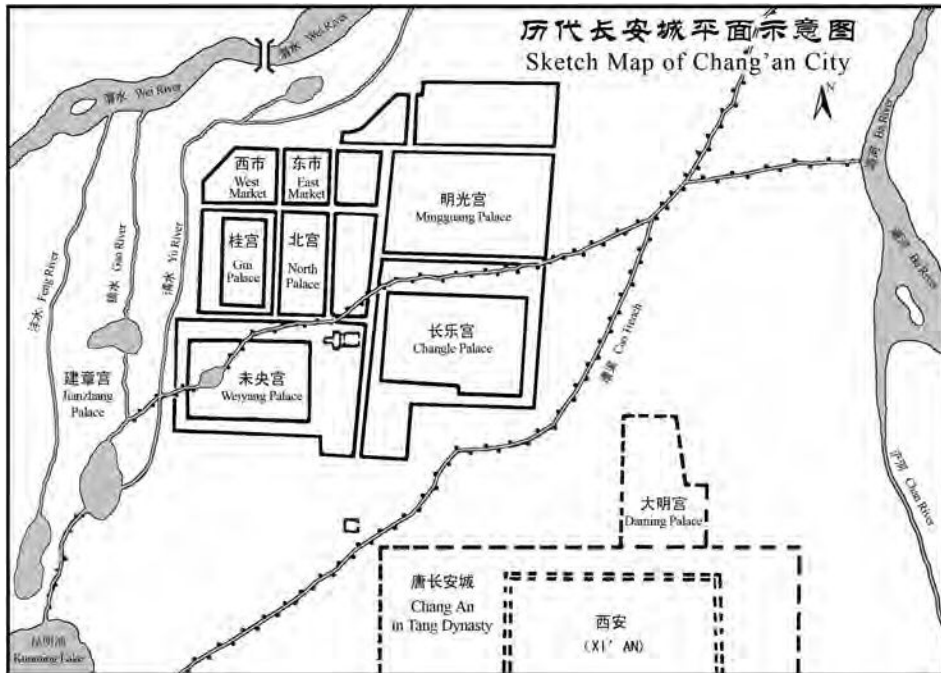 历代长安城平面示意图
Sketch Map of Chang'an City
N
渭水 Wei River
渭水 Wei River
灞河 Ba River
灞河 Ba River
西市
West
Market
东市
East
Market
明光宫
Mingguang Palace
桂宫
Gui
Palace
北宫
North
Palace
沣水 Feng River
镐水 Gao River
潏水 Yu River
长乐宫
Changle Palace
漕渠 Cao Trench
建章宫
Jianzhang
Palace
未央宫
Weiyang Palace
浐河 Chan River
大明宫
Daming Palace
唐长安城
Chang An
in Tang Dynasty
西安
(XI' AN)
昆明池
Kunming Lake